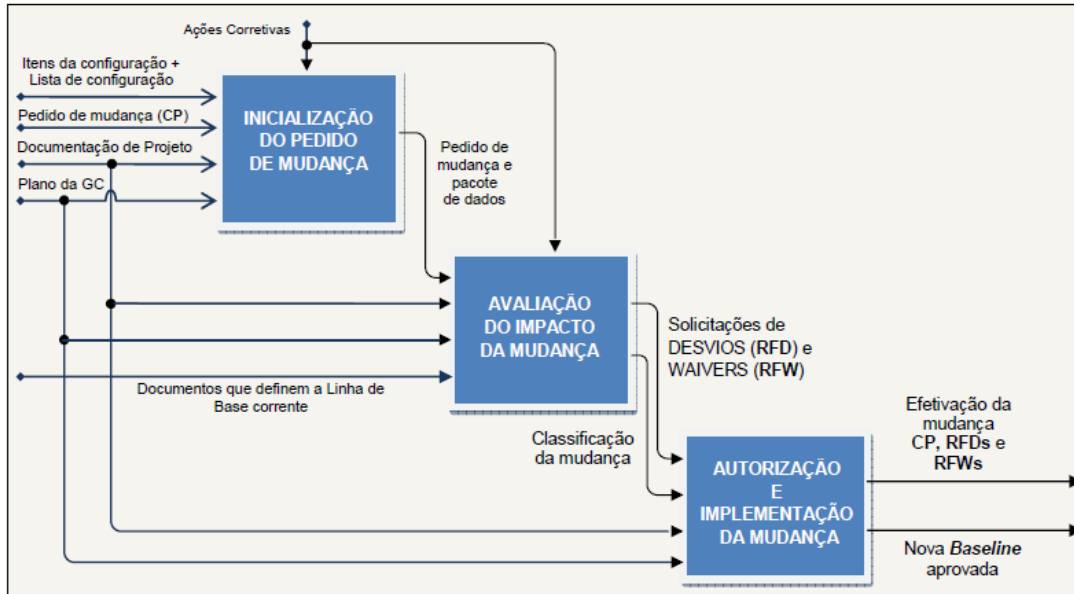 Ações Corretivas
Itens da configuração +
Lista de configuração
Pedido de mudança (CP)
Documentação de Projeto
Plano da GC
INICIALIZAÇÃO
DO PEDIDO
DE MUDANÇA
Pedido de
mudança e
pacote
de dados
AVALIAÇÃO
DO IMPACTO
DA MUDANÇA
Documentos que definem a Linha de
Base corrente
Solicitações de
DESVIOS (RFD) e
WAIVERS (RFW)
Classificação
da mudança
AUTORIZAÇÃO
E
IMPLEMENTAÇÃO
DA MUDANÇA
Efetivação da
mudança
CP, RFDs e
RFWs
Nova Baseline
aprovada